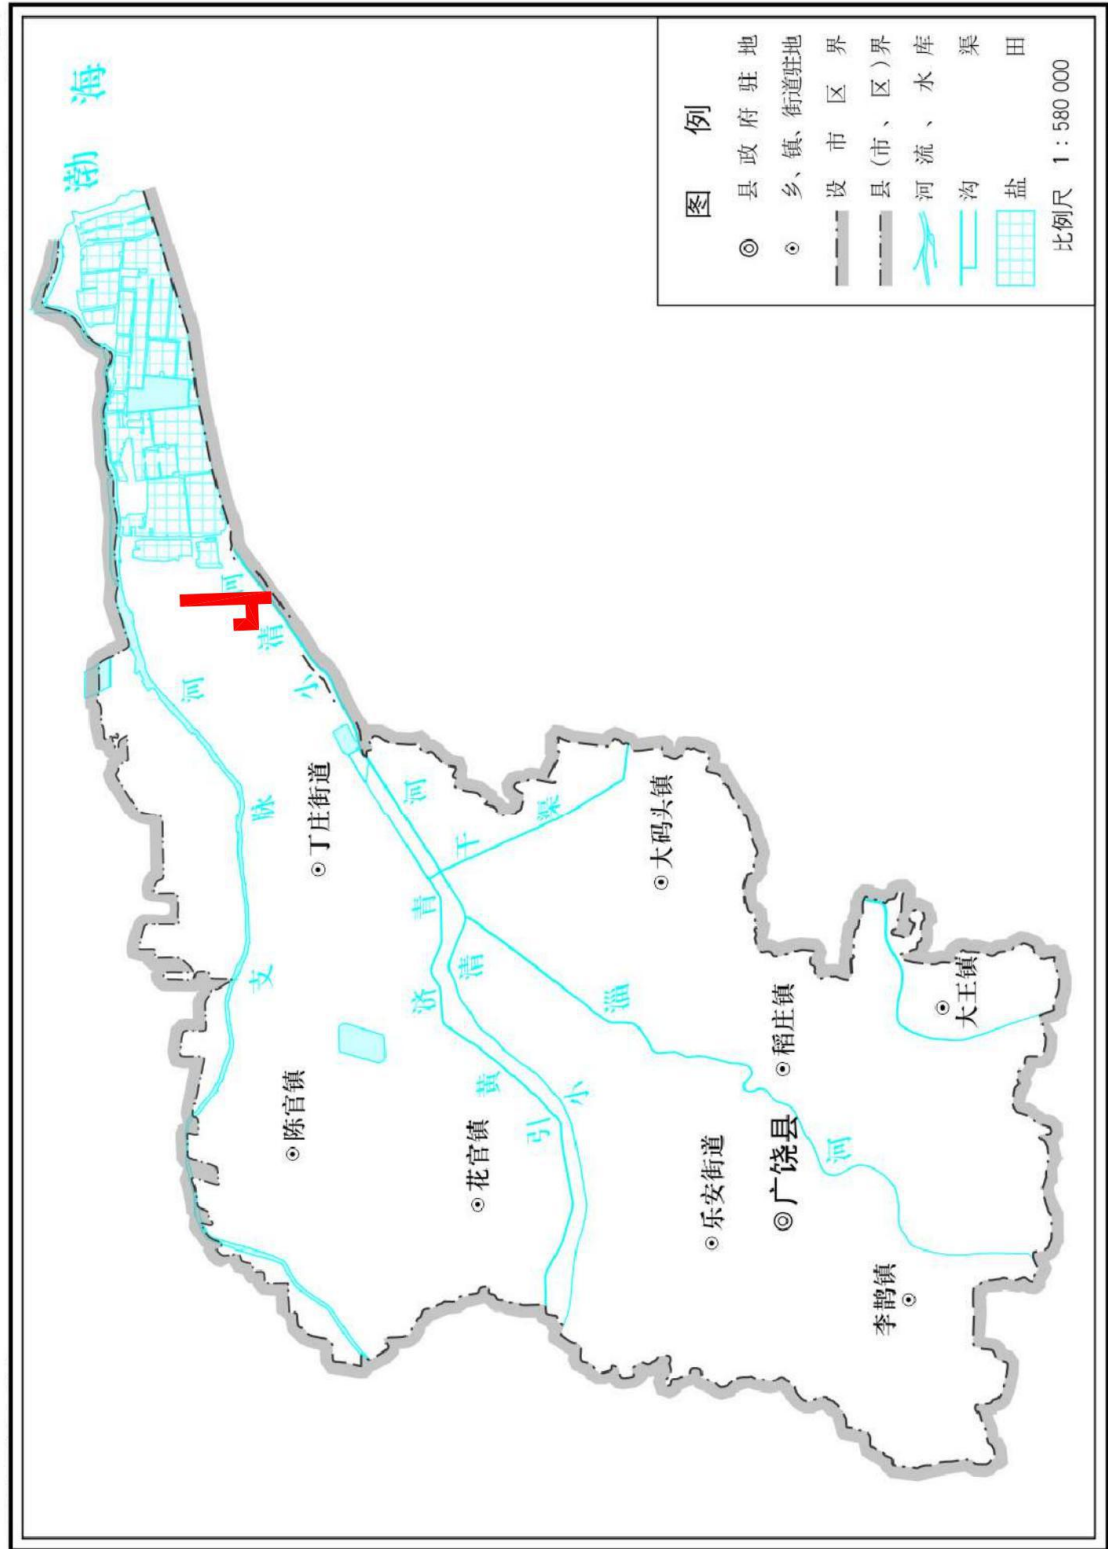 渤海
支脉河
小清河
丁庄街道
陈官镇
花官镇
引黄济青
干渠
河
小清
大码头镇
淄河
稻庄镇
大王镇
乐安街道
广饶县
李鹊镇
图例
县政府驻地
乡、镇、街道驻地
设市区界
县(市、区)界
河流、水库
沟渠
盐田
比例尺 1:580 000